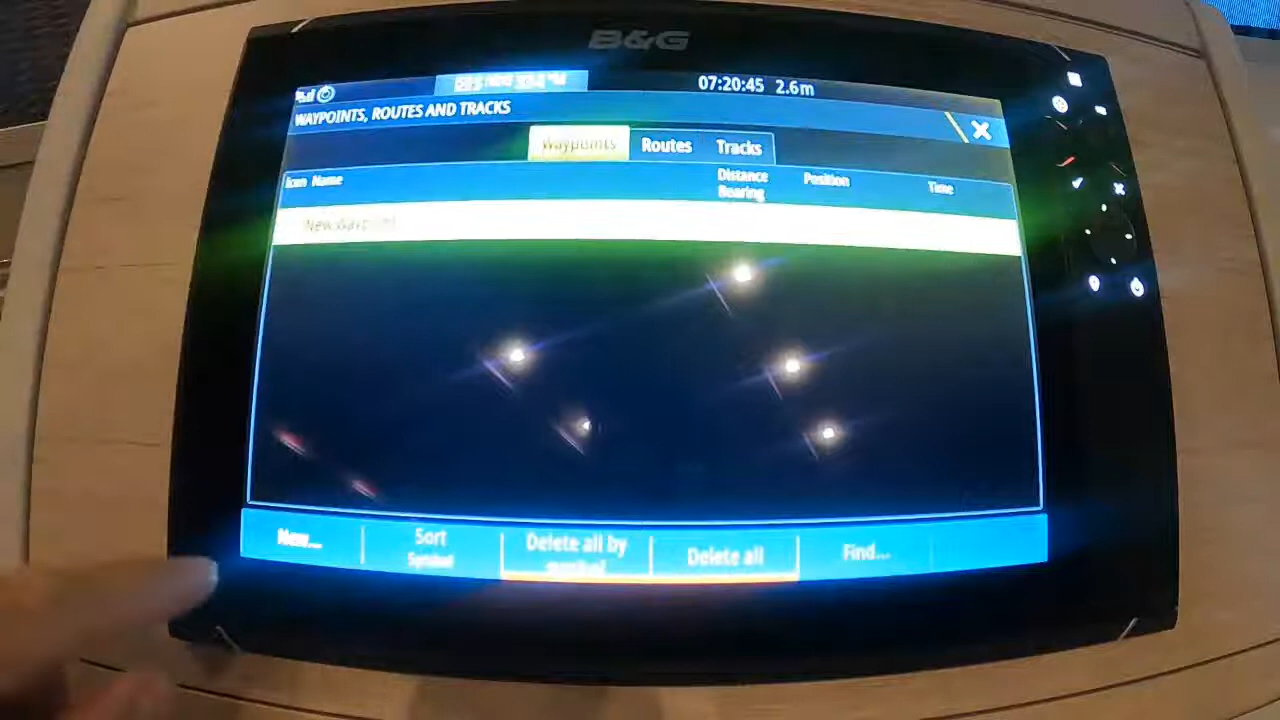 B&G
07:20:45 2.6m
WAYPOINTS, ROUTES AND TRACKS
Waypoints Routes Tracks
Icon Name Distance Bearing Position Time
New Waypoint
New... Sort Delete all by symbol Delete all Find...
Symbol